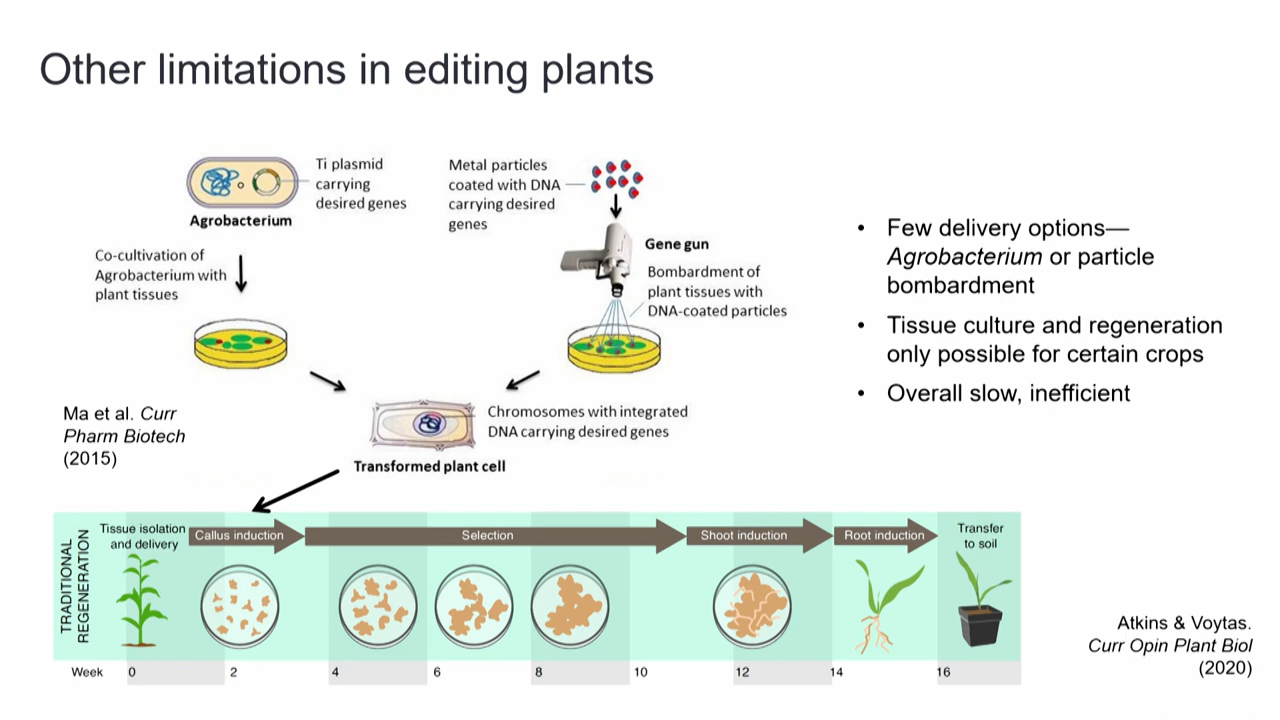 Other limitations in editing plants
Ti plasmid
carrying
desired genes
Agrobacterium
Co-cultivation of
Agrobacterium with
plant tissues
Metal particles
coated with DNA
carrying desired
genes
Gene gun
Bombardment of
plant tissues with
DNA-coated particles
Chromosomes with integrated
DNA carrying desired genes
Transformed plant cell
Ma et al. Curr
Pharm Biotech
(2015)
• Few delivery options—
Agrobacterium or particle
bombardment
• Tissue culture and regeneration
only possible for certain crops
• Overall slow, inefficient
TRADITIONAL
REGENERATION
Tissue isolation
and delivery
Callus induction
Selection
Shoot induction
Root induction
Transfer
to soil
Week 0 2 4 6 8 10 12 14 16
Atkins & Voytas.
Curr Opin Plant Biol
(2020)